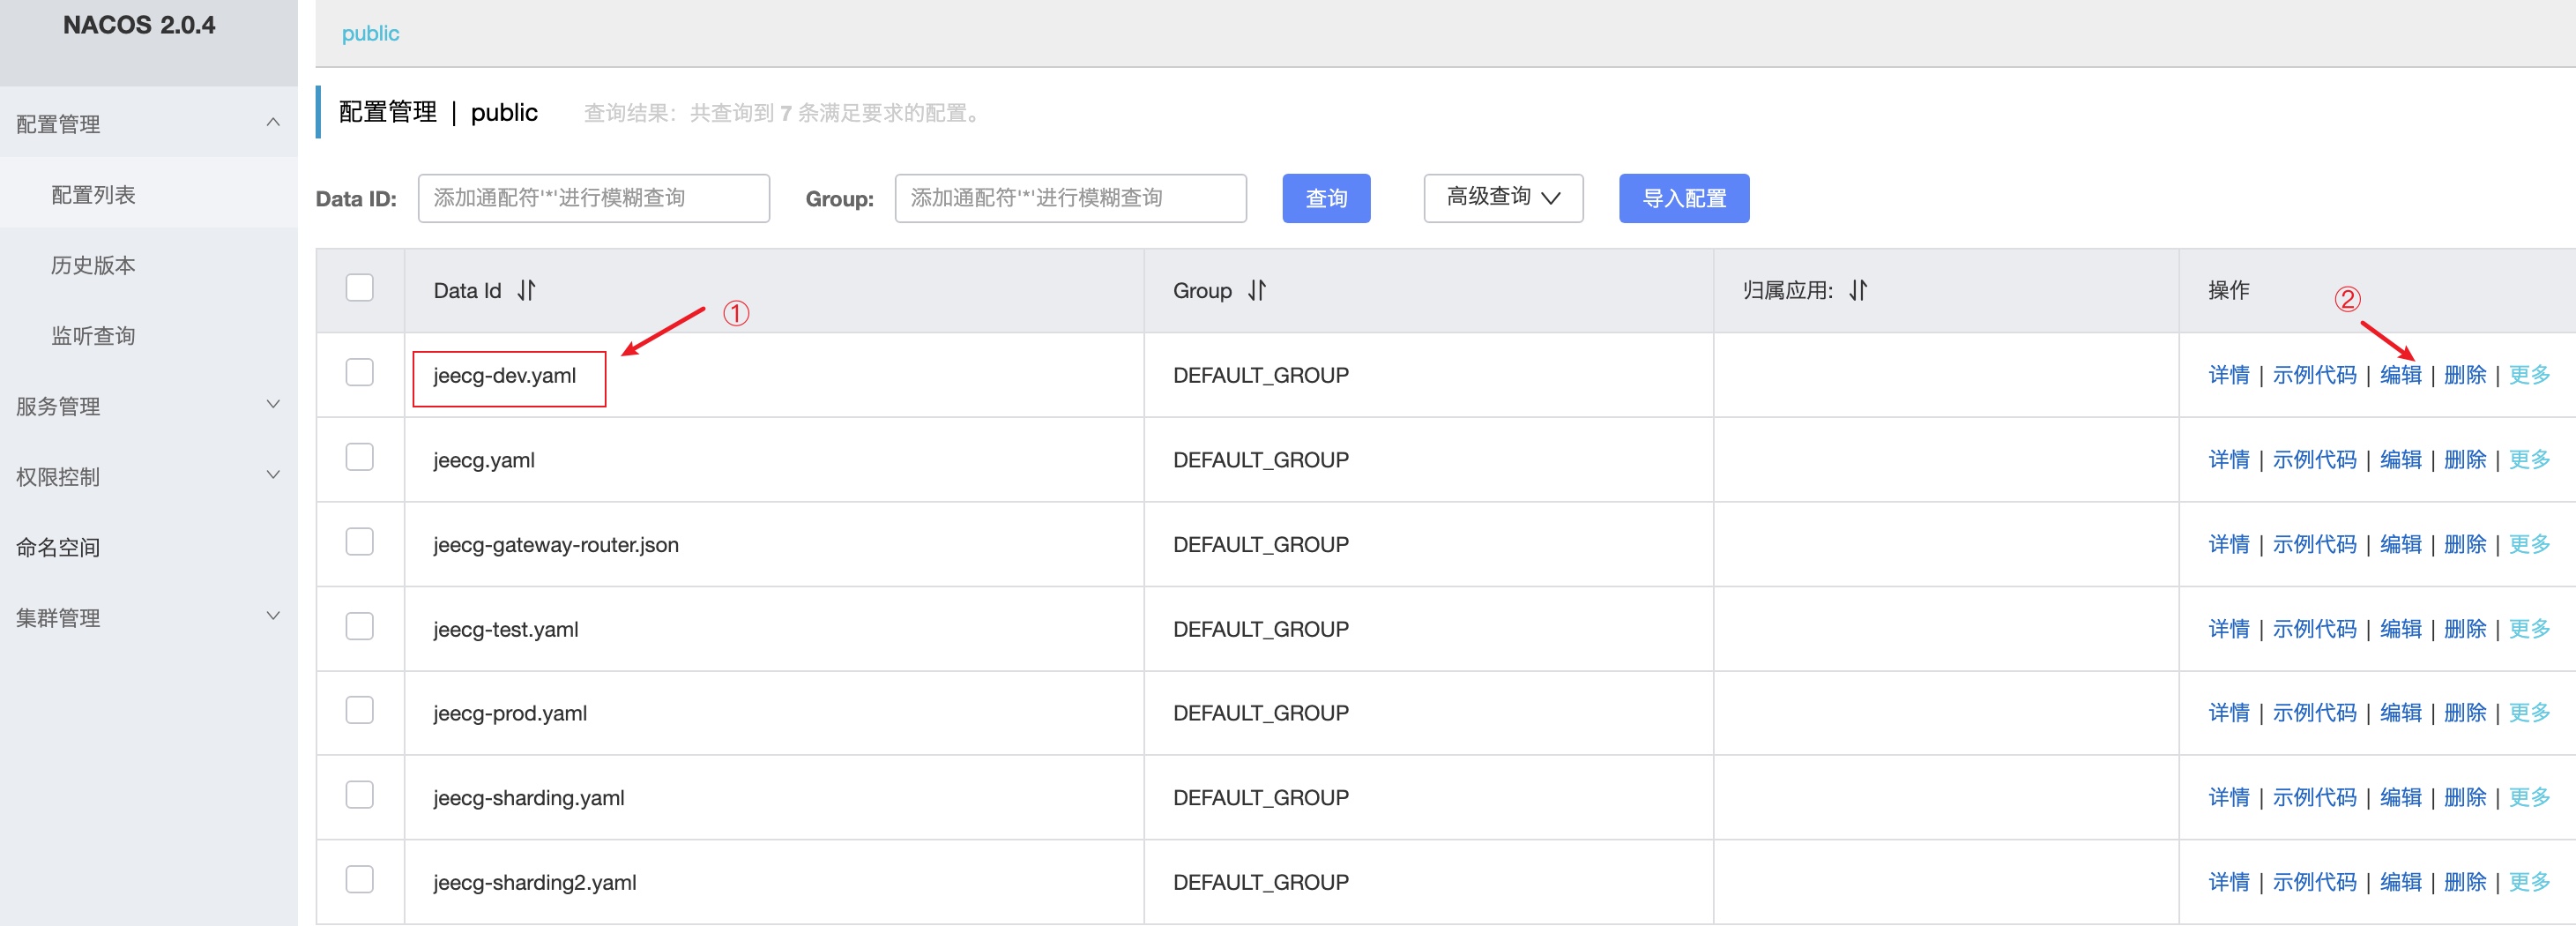 NACOS 2.0.4
public
配置管理
配置列表
历史版本
监听查询
服务管理
权限控制
命名空间
集群管理
配置管理 | public 查询结果：共查询到 7 条满足要求的配置。
Data ID: 添加通配符'*'进行模糊查询 Group: 添加通配符'*'进行模糊查询 查询 高级查询 导入配置
Data Id Group 归属应用: 操作
① ②
jeecg-dev.yaml DEFAULT_GROUP 详情 | 示例代码 | 编辑 | 删除 | 更多
jeecg.yaml DEFAULT_GROUP 详情 | 示例代码 | 编辑 | 删除 | 更多
jeecg-gateway-router.json DEFAULT_GROUP 详情 | 示例代码 | 编辑 | 删除 | 更多
jeecg-test.yaml DEFAULT_GROUP 详情 | 示例代码 | 编辑 | 删除 | 更多
jeecg-prod.yaml DEFAULT_GROUP 详情 | 示例代码 | 编辑 | 删除 | 更多
jeecg-sharding.yaml DEFAULT_GROUP 详情 | 示例代码 | 编辑 | 删除 | 更多
jeecg-sharding2.yaml DEFAULT_GROUP 详情 | 示例代码 | 编辑 | 删除 | 更多